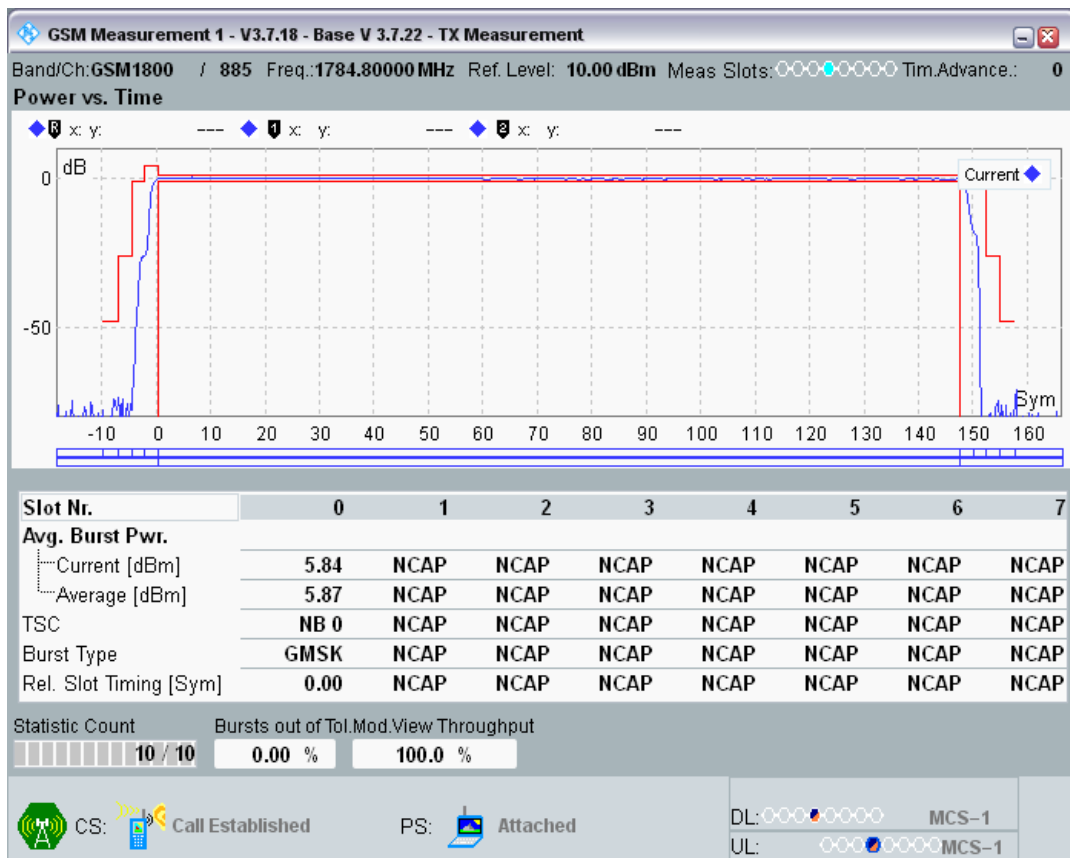 GSM Measurement 1 - V3.7.18 - Base V 3.7.22 - TX Measurement
Band/Ch:GSM1800 / 885 Freq.:1784.80000 MHz Ref. Level: 10.00 dBm Meas Slots: Tim.Advance.: 0
Power vs. Time
R x: y: --- 1 x: y: --- 2 x: y: ---
dB
Current
0
-50
Sym
-10 0 10 20 30 40 50 60 70 80 90 100 110 120 130 140 150 160
Slot Nr. 0 1 2 3 4 5 6 7
Avg. Burst Pwr.
Current [dBm] 5.84 NCAP NCAP NCAP NCAP NCAP NCAP NCAP
Average [dBm] 5.87 NCAP NCAP NCAP NCAP NCAP NCAP NCAP
TSC NB 0 NCAP NCAP NCAP NCAP NCAP NCAP NCAP
Burst Type GMSK NCAP NCAP NCAP NCAP NCAP NCAP NCAP
Rel. Slot Timing [Sym] 0.00 NCAP NCAP NCAP NCAP NCAP NCAP NCAP
Statistic Count Bursts out of Tol.Mod.View Throughput
10 / 10 0.00 % 100.0 %
CS: Call Established PS: Attached
DL: MCS-1
UL: MCS-1